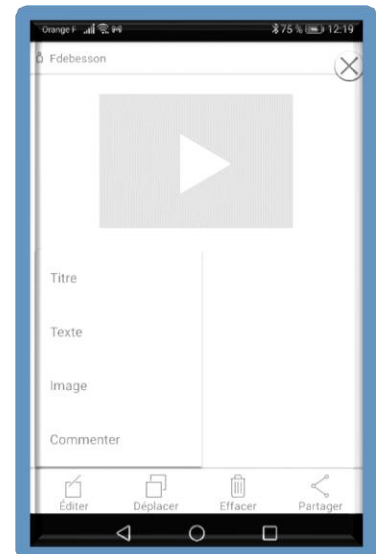 Orange F 75 % 12:19
Fdebesson
Titre
Texte
Image
Commenter
Éditer Déplacer Effacer Partager